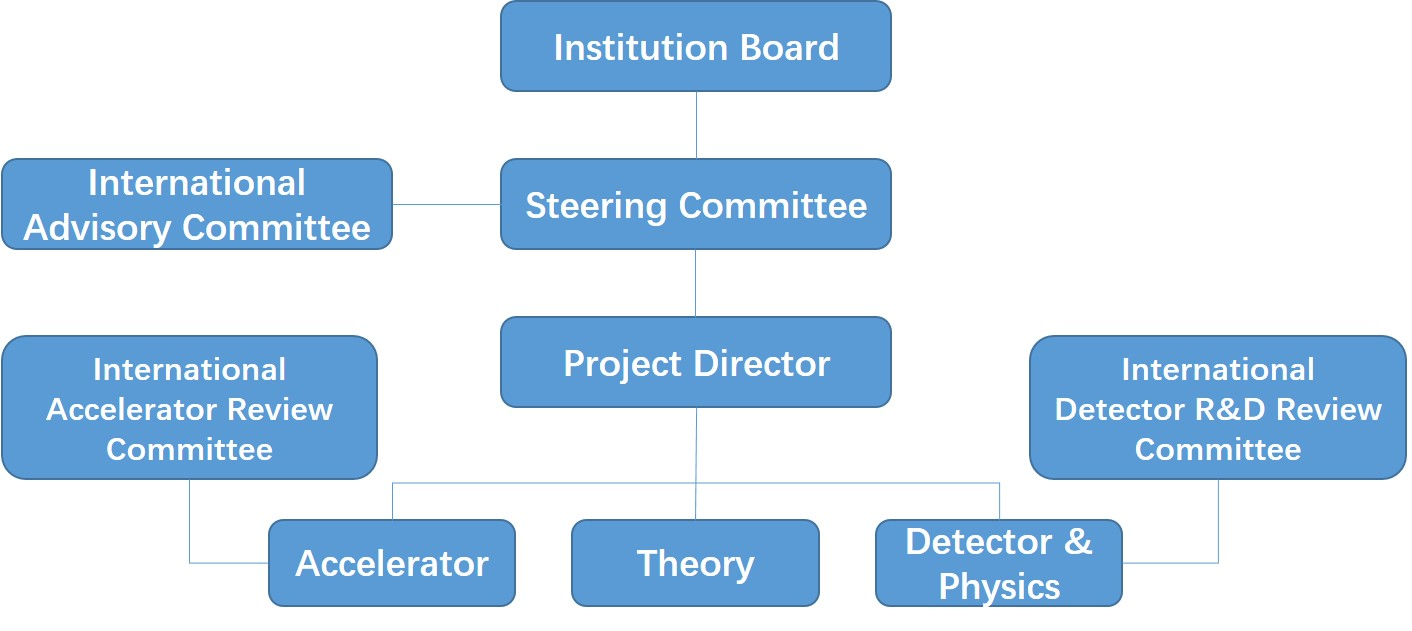 Institution Board
International
Advisory Committee
Steering Committee
Project Director
International
Accelerator Review
Committee
International
Detector R&D Review
Committee
Accelerator
Theory
Detector &
Physics